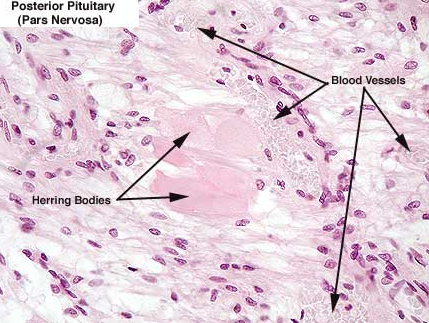 Posterior Pituitary
(Pars Nervosa)
Blood Vessels
Herring Bodies